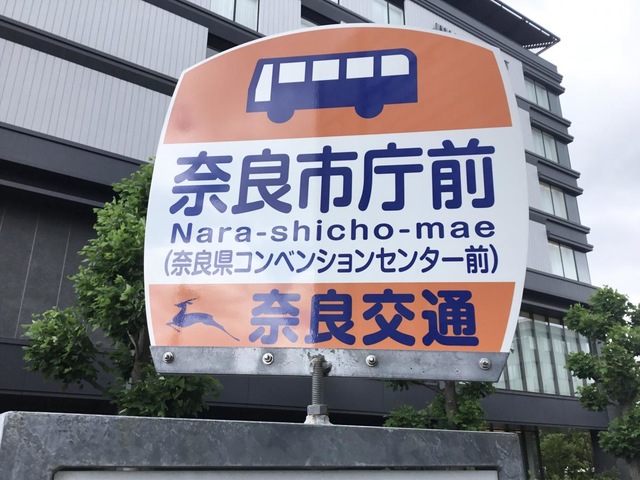 奈良市庁前
Nara-shicho-mae
(奈良県コンベンションセンター前)
奈良交通